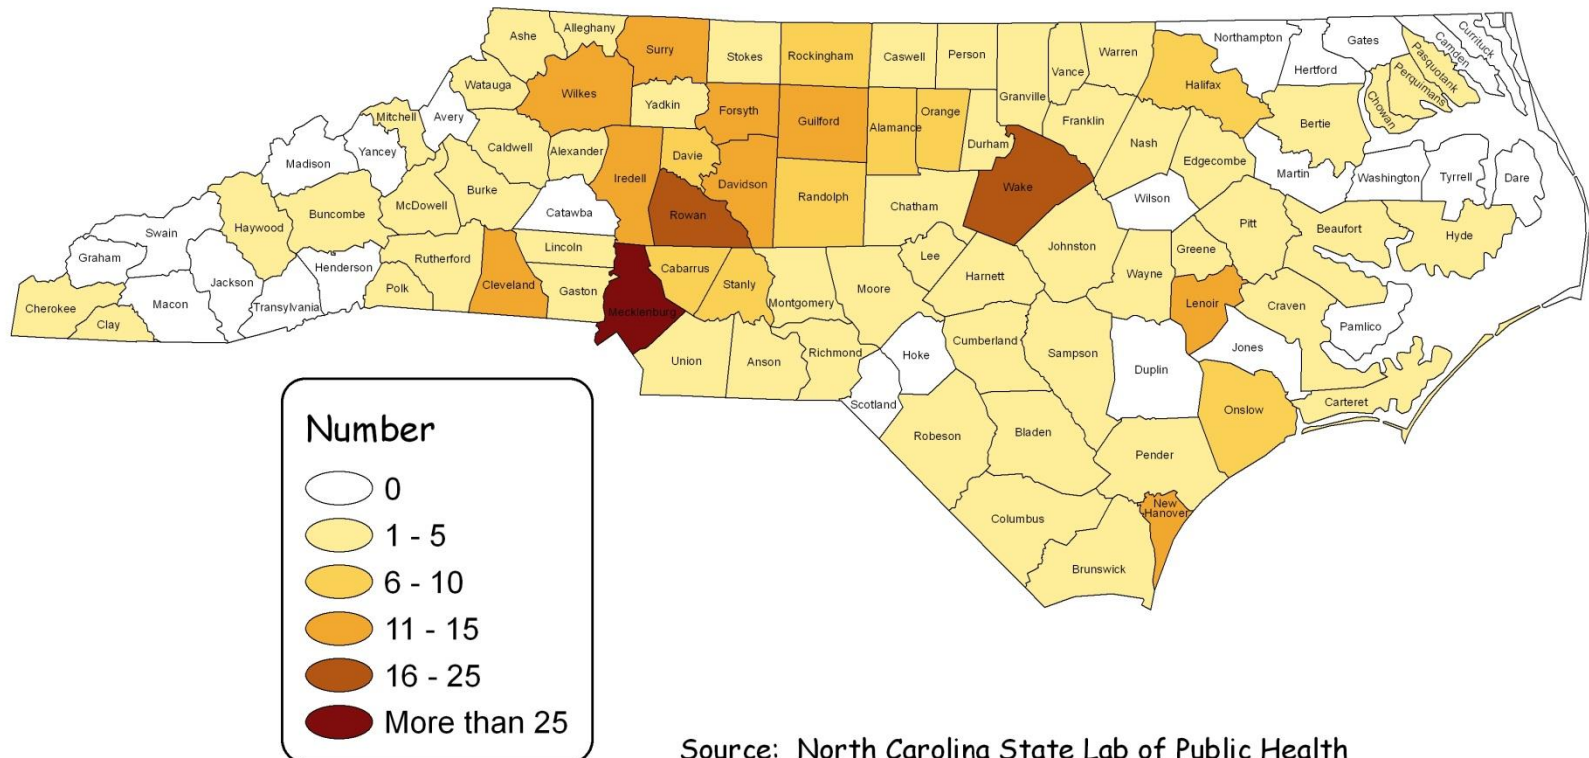 Ashe
Alleghany
Surry
Stokes
Rockingham
Caswell
Person
Granville
Vance
Warren
Northampton
Gates
Hertford
Camden
Currituck
Pasquotank
Perquimans
Chowan
Halifax
Bertie
Watauga
Wilkes
Yadkin
Forsyth
Guilford
Alamance
Orange
Durham
Franklin
Nash
Edgecombe
Martin
Washington
Tyrrell
Dare
Mitchell
Avery
Yancey
Madison
Caldwell
Alexander
Iredell
Davie
Davidson
Randolph
Chatham
Wake
Wilson
Pitt
Beaufort
Hyde
Swain
Haywood
Buncombe
McDowell
Burke
Catawba
Rowan
Lincoln
Graham
Jackson
Henderson
Rutherford
Cleveland
Gaston
Cabarrus
Stanly
Montgomery
Moore
Lee
Harnett
Johnston
Wayne
Greene
Lenoir
Craven
Pamlico
Cherokee
Clay
Macon
Transylvania
Polk
Mecklenburg
Union
Anson
Richmond
Hoke
Scotland
Cumberland
Sampson
Duplin
Jones
Onslow
Carteret
Robeson
Bladen
Pender
Columbus
Brunswick
New
Hanover
Number
0
1 - 5
6 - 10
11 - 15
16 - 25
More than 25
Source: North Carolina State Lab of Public Health